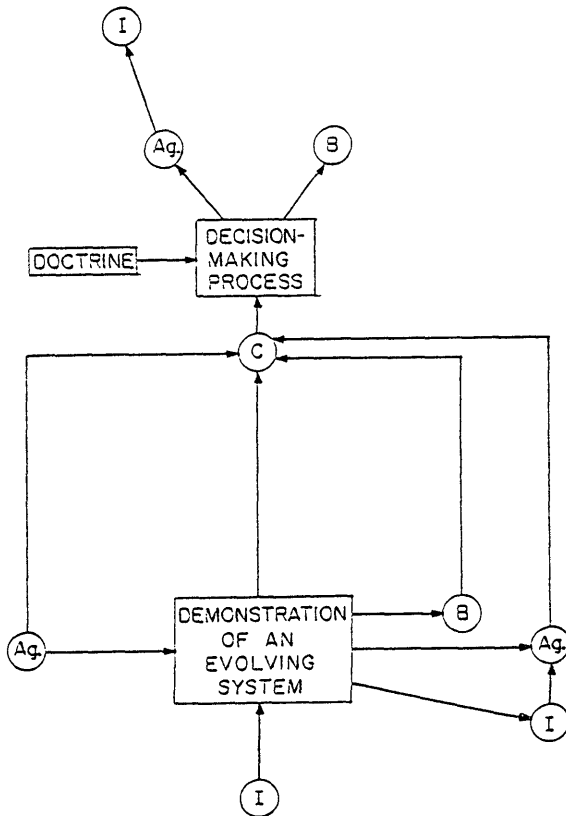 I
Ag.
B
DOCTRINE
DECISION-
MAKING
PROCESS
C
Ag.
DEMONSTRATION
OF AN
EVOLVING
SYSTEM
B
Ag.
I
I